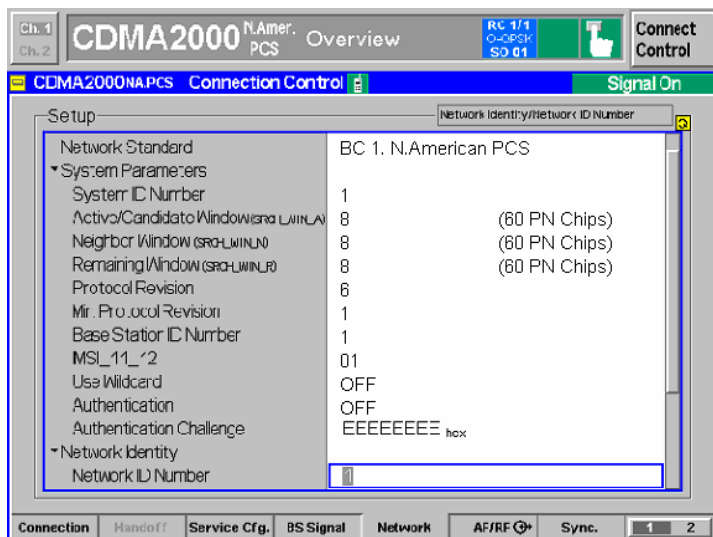 Ch. 1
Ch. 2
CDMA2000 N.Amer. PCS Overview
RC 1/1
O-QPSK
SO 01
Connect Control
CDMA2000NA.PCS Connection Control
Signal On
Setup
Network Identity/Network ID Number
Network Standard BC 1. N.American PCS
System Parameters
System ID Number 1
Active/Candidate Window (SRCH_WIN_A) 8 (60 PN Chips)
Neighbor Window (SRCH_WIN_N) 8 (60 PN Chips)
Remaining Window (SRCH_WIN_R) 8 (60 PN Chips)
Protocol Revision 6
Min. Protocol Revision 1
Base Station ID Number 1
MSI_11_12 01
Use Wildcard OFF
Authentication OFF
Authentication Challenge EEEEEEEE hex
Network Identity
Network ID Number 1
Connection Handoff Service Cfg. BS Signal Network AF/RF Sync. 1 2